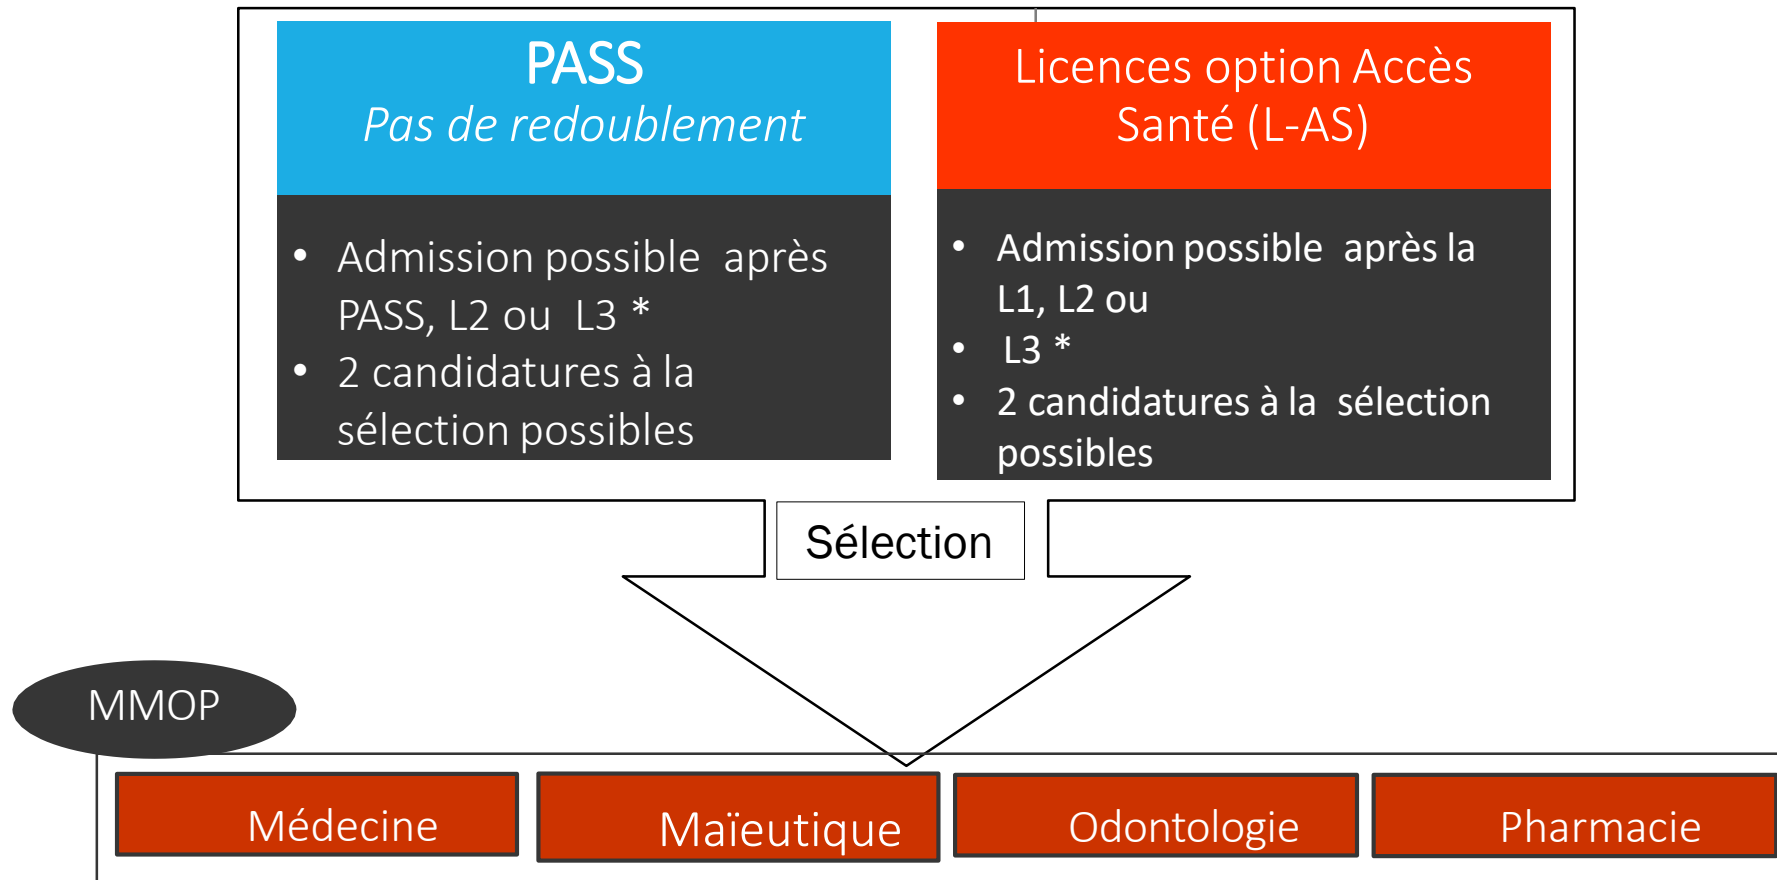 PASS
Pas de redoublement
• Admission possible après
PASS, L2 ou L3 *
• 2 candidatures à la
sélection possibles
Licences option Accès
Santé (L-AS)
• Admission possible après la
L1, L2 ou
• L3 *
• 2 candidatures à la sélection
possibles
Sélection
MMOP
Médecine
Maïeutique
Odontologie
Pharmacie